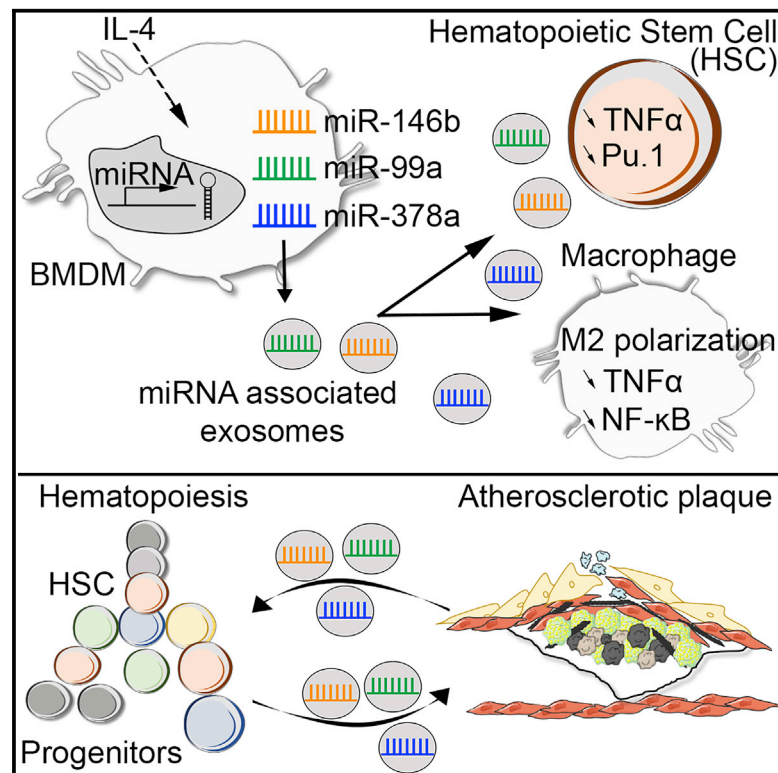 IL-4
Hematopoietic Stem Cell
(HSC)
miR-146b
TNFα
miRNA
miR-99a
Pu.1
miR-378a
BMDM
Macrophage
M2 polarization
miRNA associated
exosomes
TNFα
NF-κB
Hematopoiesis
Atherosclerotic plaque
HSC
Progenitors